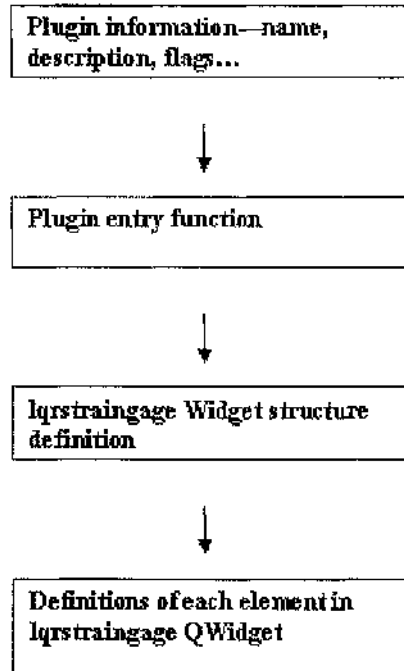 Plugin information—name,
description, flags...
Plugin entry function
lqrstraingage Widget structure
definition
Definitions of each element in
lqrstraingage QWidget